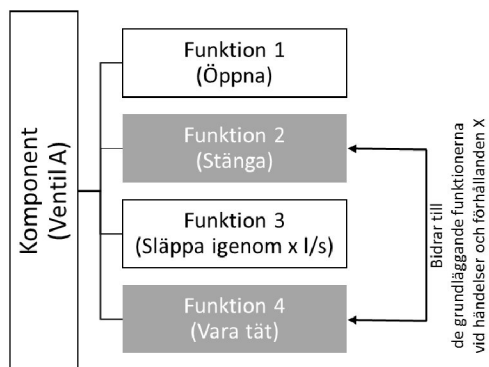 Komponent
(Ventil A)
Funktion 1
(Öppna)
Funktion 2
(Stänga)
Funktion 3
(Släppa igenom x l/s)
Funktion 4
(Vara tät)
Bidrar till
de grundläggande funktionerna
vid händelser och förhållanden X